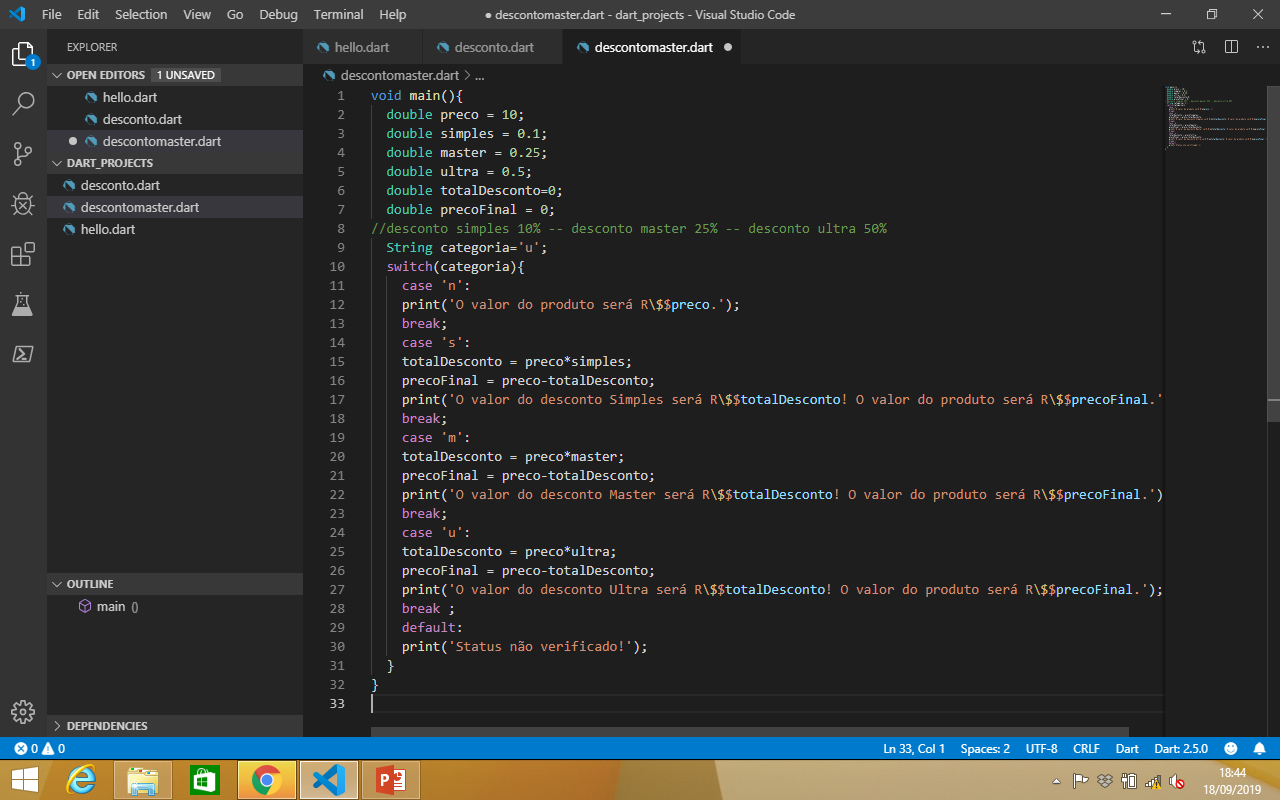 File Edit Selection View Go Debug Terminal Help
● descontomaster.dart - dart_projects - Visual Studio Code
EXPLORER
1
OPEN EDITORS 1 UNSAVED
hello.dart
desconto.dart
descontomaster.dart
DART_PROJECTS
desconto.dart
descontomaster.dart
hello.dart
OUTLINE
main ()
DEPENDENCIES
hello.dart desconto.dart descontomaster.dart
descontomaster.dart > ...
1 void main(){
2 double preco = 10;
3 double simples = 0.1;
4 double master = 0.25;
5 double ultra = 0.5;
6 double totalDesconto=0;
7 double precoFinal = 0;
8 //desconto simples 10% -- desconto master 25% -- desconto ultra 50%
9 String categoria='u';
10 switch(categoria){
11 case 'n':
12 print('O valor do produto será R\$$preco.');
13 break;
14 case 's':
15 totalDesconto = preco*simples;
16 precoFinal = preco-totalDesconto;
17 print('O valor do desconto Simples será R\$$totalDesconto! O valor do produto será R\$$precoFinal.'
18 break;
19 case 'm':
20 totalDesconto = preco*master;
21 precoFinal = preco-totalDesconto;
22 print('O valor do desconto Master será R\$$totalDesconto! O valor do produto será R\$$precoFinal.')
23 break;
24 case 'u':
25 totalDesconto = preco*ultra;
26 precoFinal = preco-totalDesconto;
27 print('O valor do desconto Ultra será R\$$totalDesconto! O valor do produto será R\$$precoFinal.');
28 break ;
29 default:
30 print('Status não verificado!');
31 }
32 }
33
0 0
Ln 33, Col 1 Spaces: 2 UTF-8 CRLF Dart Dart: 2.5.0
18:44
18/09/2019